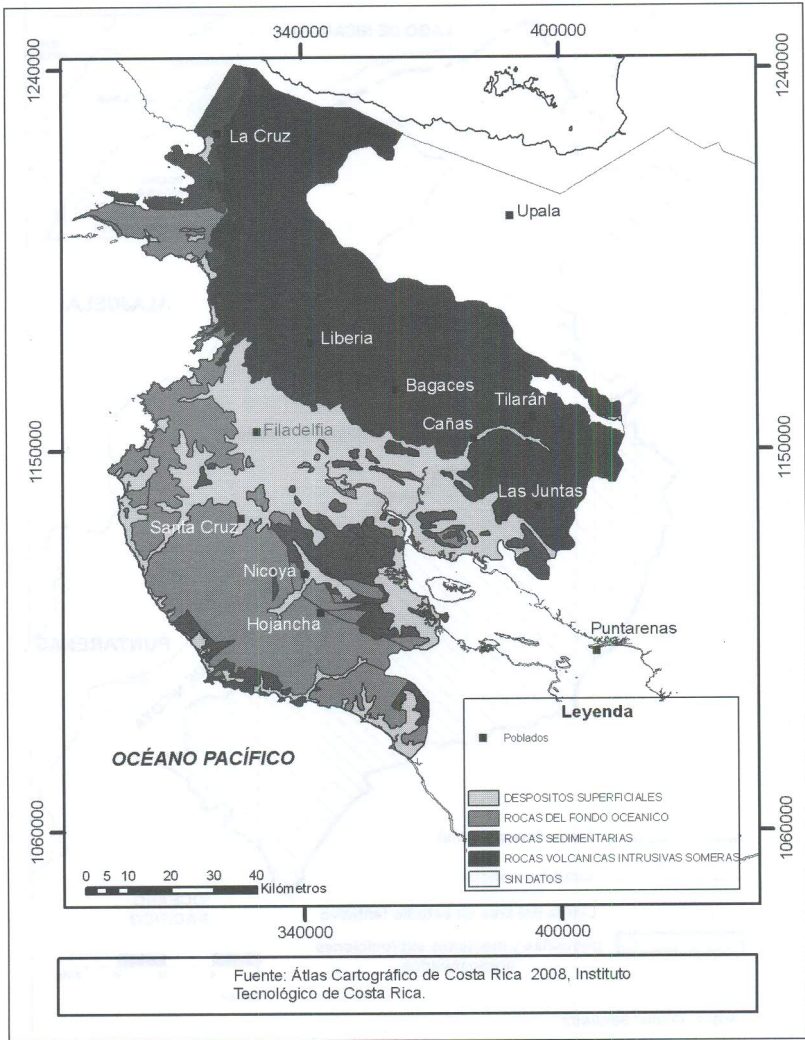 340000
400000
1240000
1240000
La Cruz
Upala
Liberia
Bagaces
Tilarán
Cañas
Filadelfia
1150000
1150000
Las Juntas
Santa Cruz
Nicoya
Hojancha
Puntarenas
OCÉANO PACÍFICO
Leyenda
Poblados
DESPOSITOS SUPERFICIALES
ROCAS DEL FONDO OCEANICO
ROCAS SEDIMENTARIAS
ROCAS VOLCANICAS INTRUSIVAS SOMERAS
SIN DATOS
1060000
1060000
0 5 10 20 30 40
Kilómetros
340000
400000
Fuente: Átlas Cartográfico de Costa Rica 2008, Instituto
Tecnológico de Costa Rica.